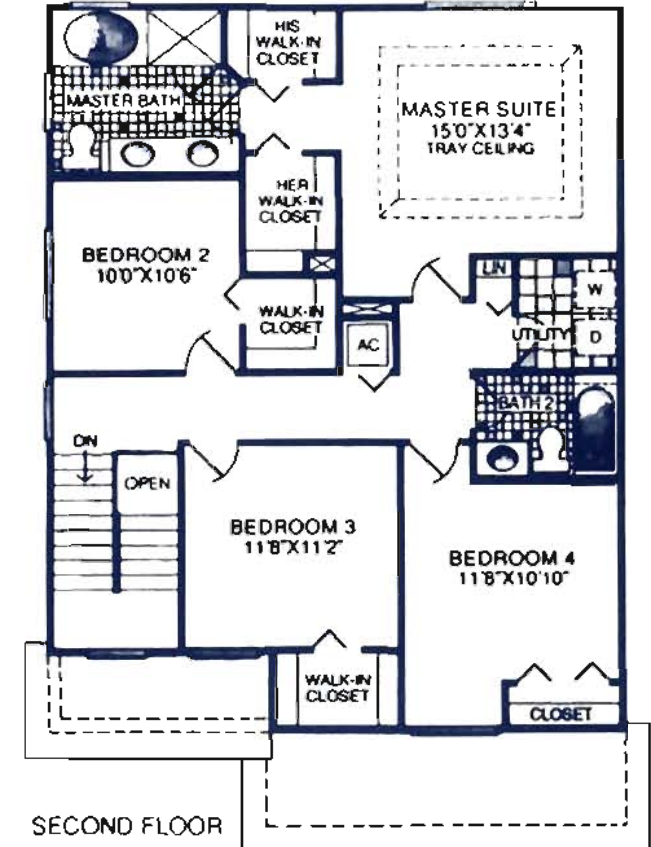 HIS
WALK-IN
CLOSET
MASTER BATH
MASTER SUITE
15'0"X13'4"
TRAY CEILING
HER
WALK-IN
CLOSET
BEDROOM 2
10'0"X10'6"
LIN
W
WALK-IN
CLOSET
UTILITY
D
AC
BATH 2
DN
OPEN
BEDROOM 3
11'8"X11'2"
BEDROOM 4
11'8"X10'10"
WALK-IN
CLOSET
CLOSET
SECOND FLOOR